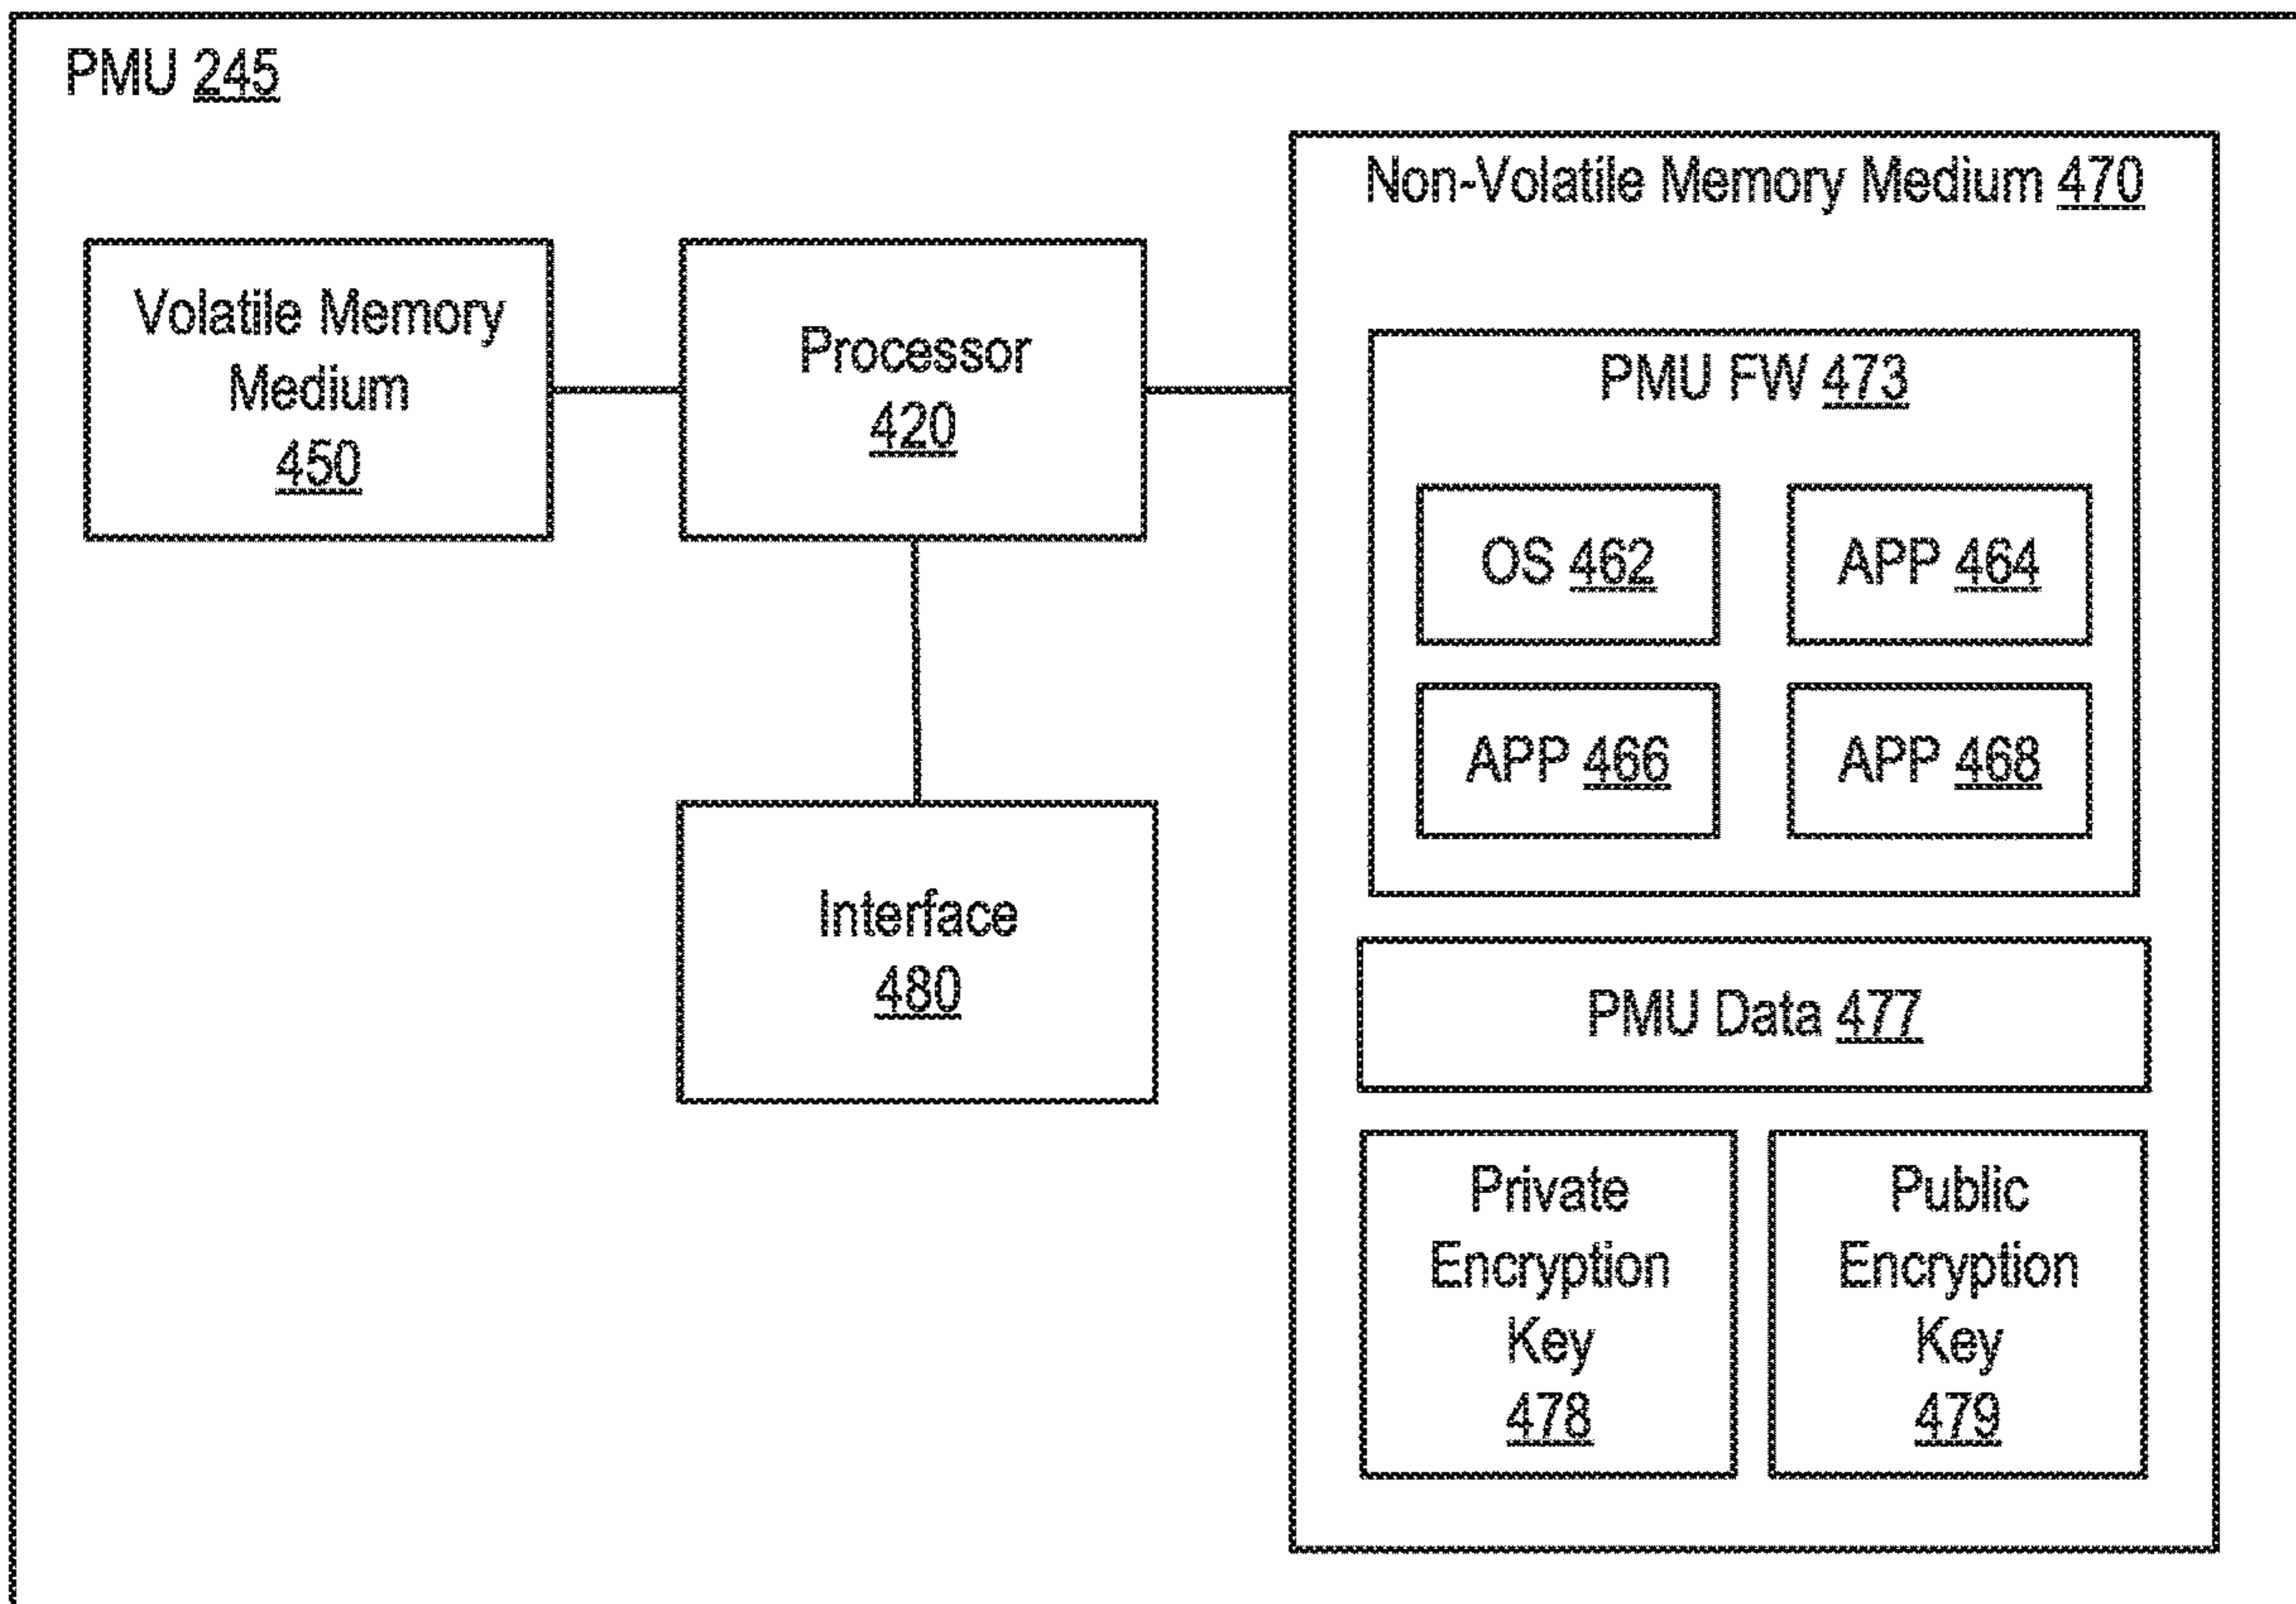 PMU 245
Volatile Memory
Medium
450
Processor
420
Interface
480
Non-Volatile Memory Medium 470
PMU FW 473
OS 462
APP 464
APP 466
APP 468
PMU Data 477
Private
Encryption
Key
478
Public
Encryption
Key
479